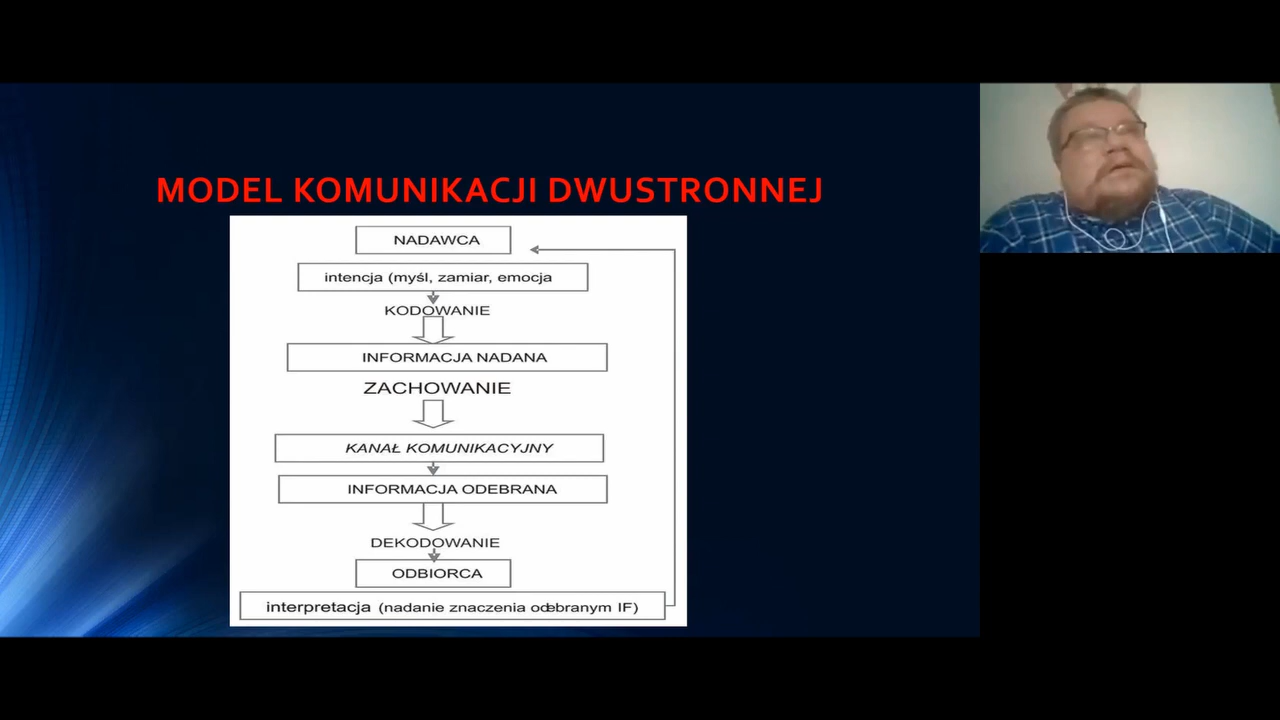 MODEL KOMUNIKACJI DWUSTRONNEJ
NADAWCA
intencja (myśl, zamiar, emocja
KODOWANIE
INFORMACJA NADANA
ZACHOWANIE
KANAŁ KOMUNIKACYJNY
INFORMACJA ODEBRANA
DEKODOWANIE
ODBIORCA
interpretacja (nadanie znaczenia odebranym IF)